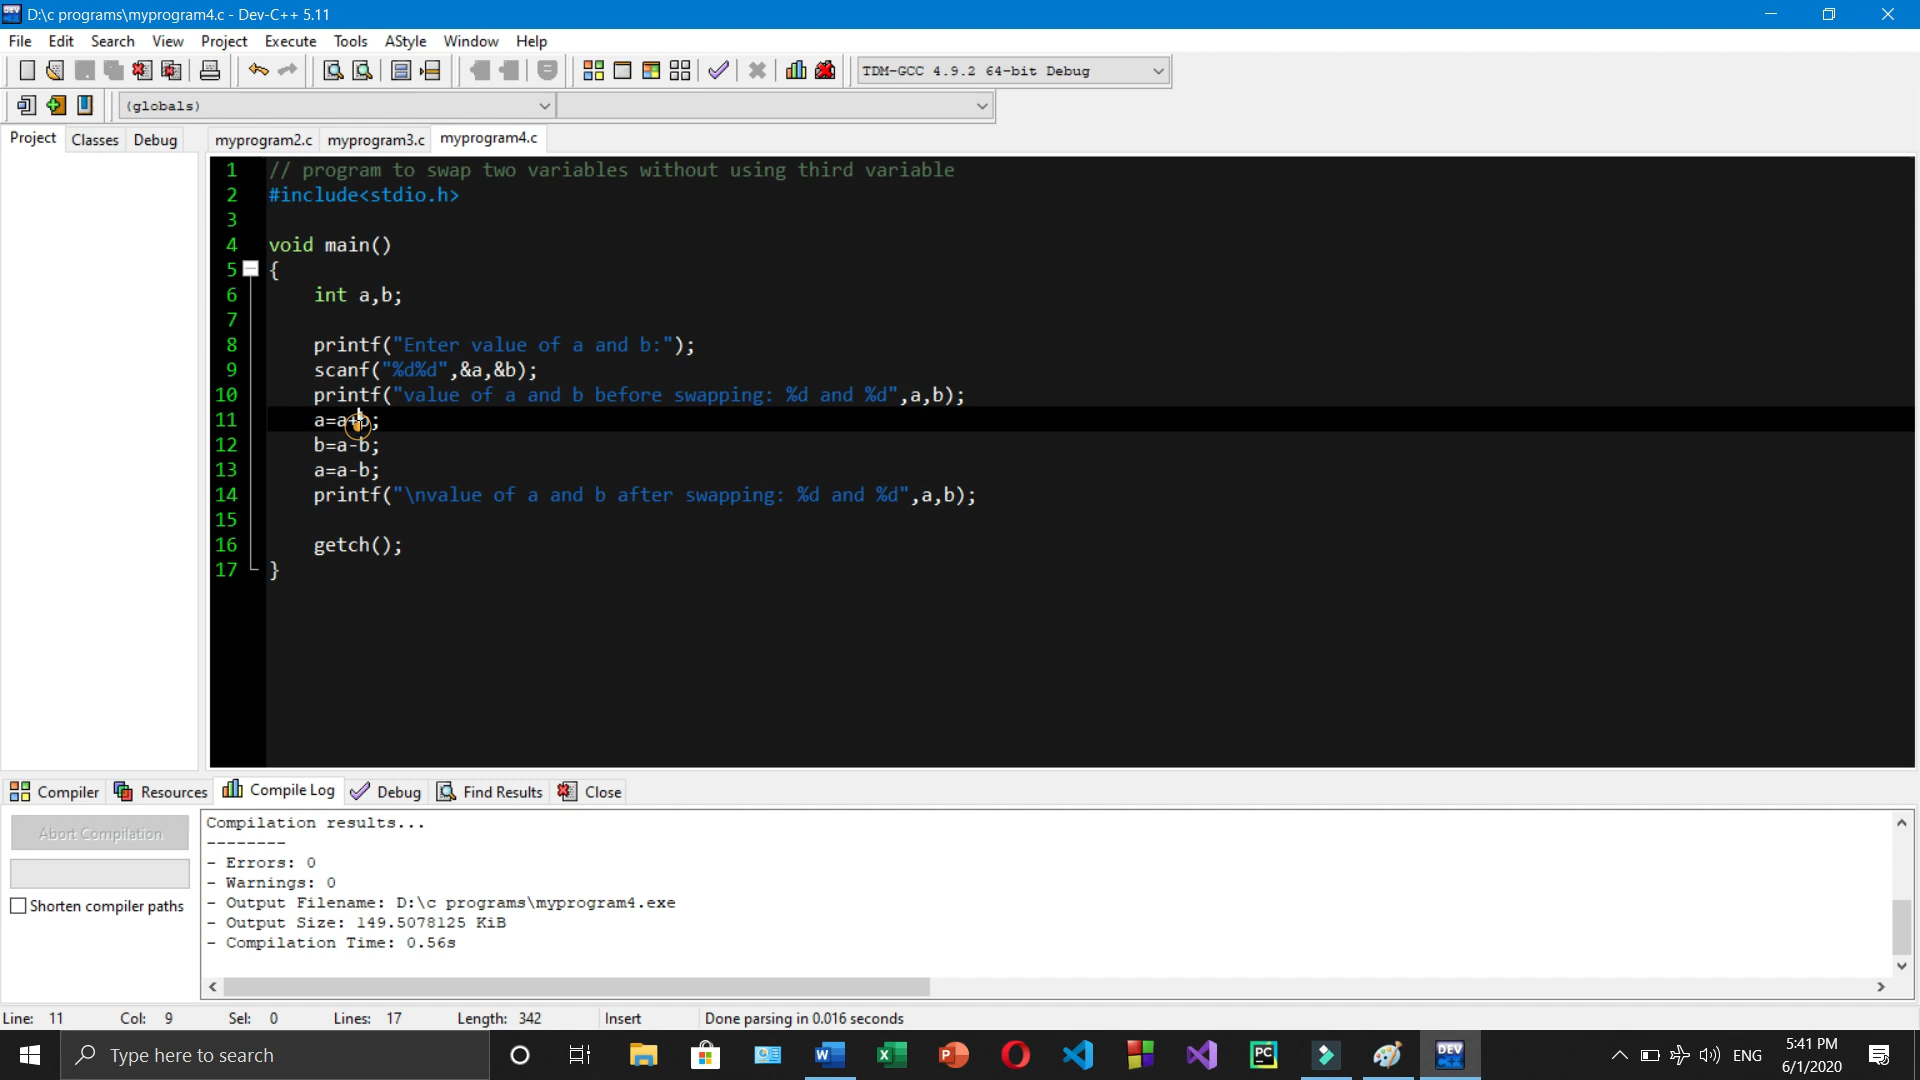 D:\c programs\myprogram4.c - Dev-C++ 5.11
File Edit Search View Project Execute Tools AStyle Window Help
TDM-GCC 4.9.2 64-bit Debug
(globals)
Project Classes Debug myprogram2.c myprogram3.c myprogram4.c
1 // program to swap two variables without using third variable
2 #include<stdio.h>
3
4 void main()
5 {
6 int a,b;
7
8 printf("Enter value of a and b:");
9 scanf("%d%d",&a,&b);
10 printf("value of a and b before swapping: %d and %d",a,b);
11 a=a+b;
12 b=a-b;
13 a=a-b;
14 printf("\nvalue of a and b after swapping: %d and %d",a,b);
15
16 getch();
17 }
Compiler Resources Compile Log Debug Find Results Close
Abort Compilation
Shorten compiler paths
Compilation results...
--------
- Errors: 0
- Warnings: 0
- Output Filename: D:\c programs\myprogram4.exe
- Output Size: 149.5078125 KiB
- Compilation Time: 0.56s
Line: 11 Col: 9 Sel: 0 Lines: 17 Length: 342 Insert Done parsing in 0.016 seconds
Type here to search
ENG
5:41 PM
6/1/2020